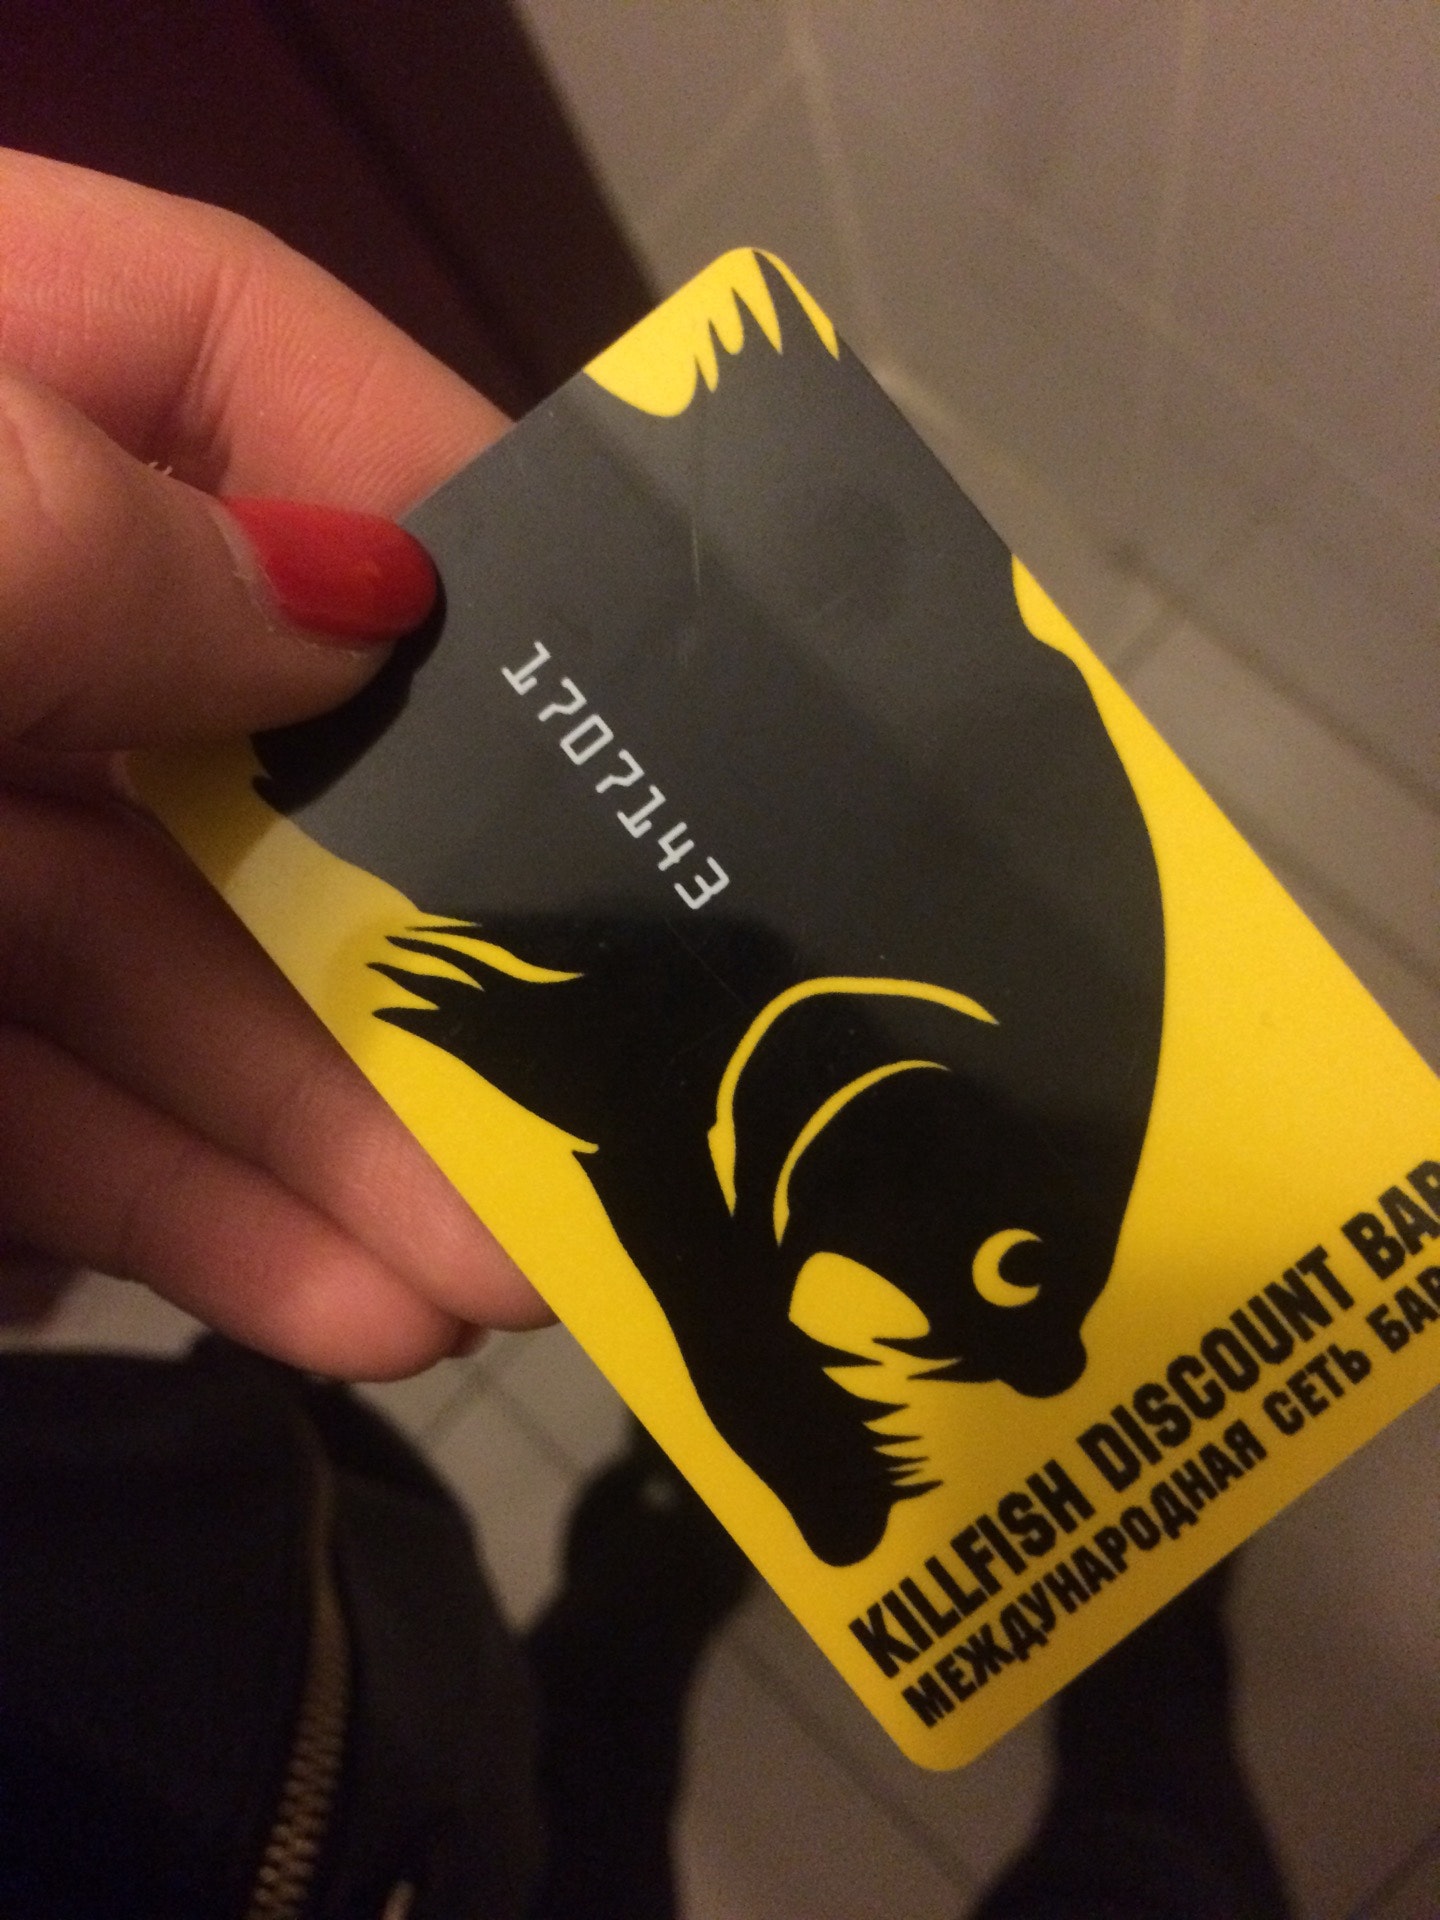 1707143
KILLFISH DISCOUNT BAR
МЕЖДУНАРОДНАЯ СЕТЬ БАР